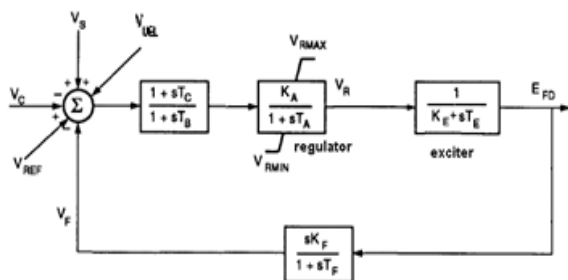 V_S
V_UEL
V_C
V_REF
V_F
+ +
−
+
−
Σ
1 + sT_C
1 + sT_B
V_RMAX
K_A
1 + sT_A
V_RMIN
regulator
V_R
1
K_E + sT_E
exciter
E_FD
sK_F
1 + sT_F